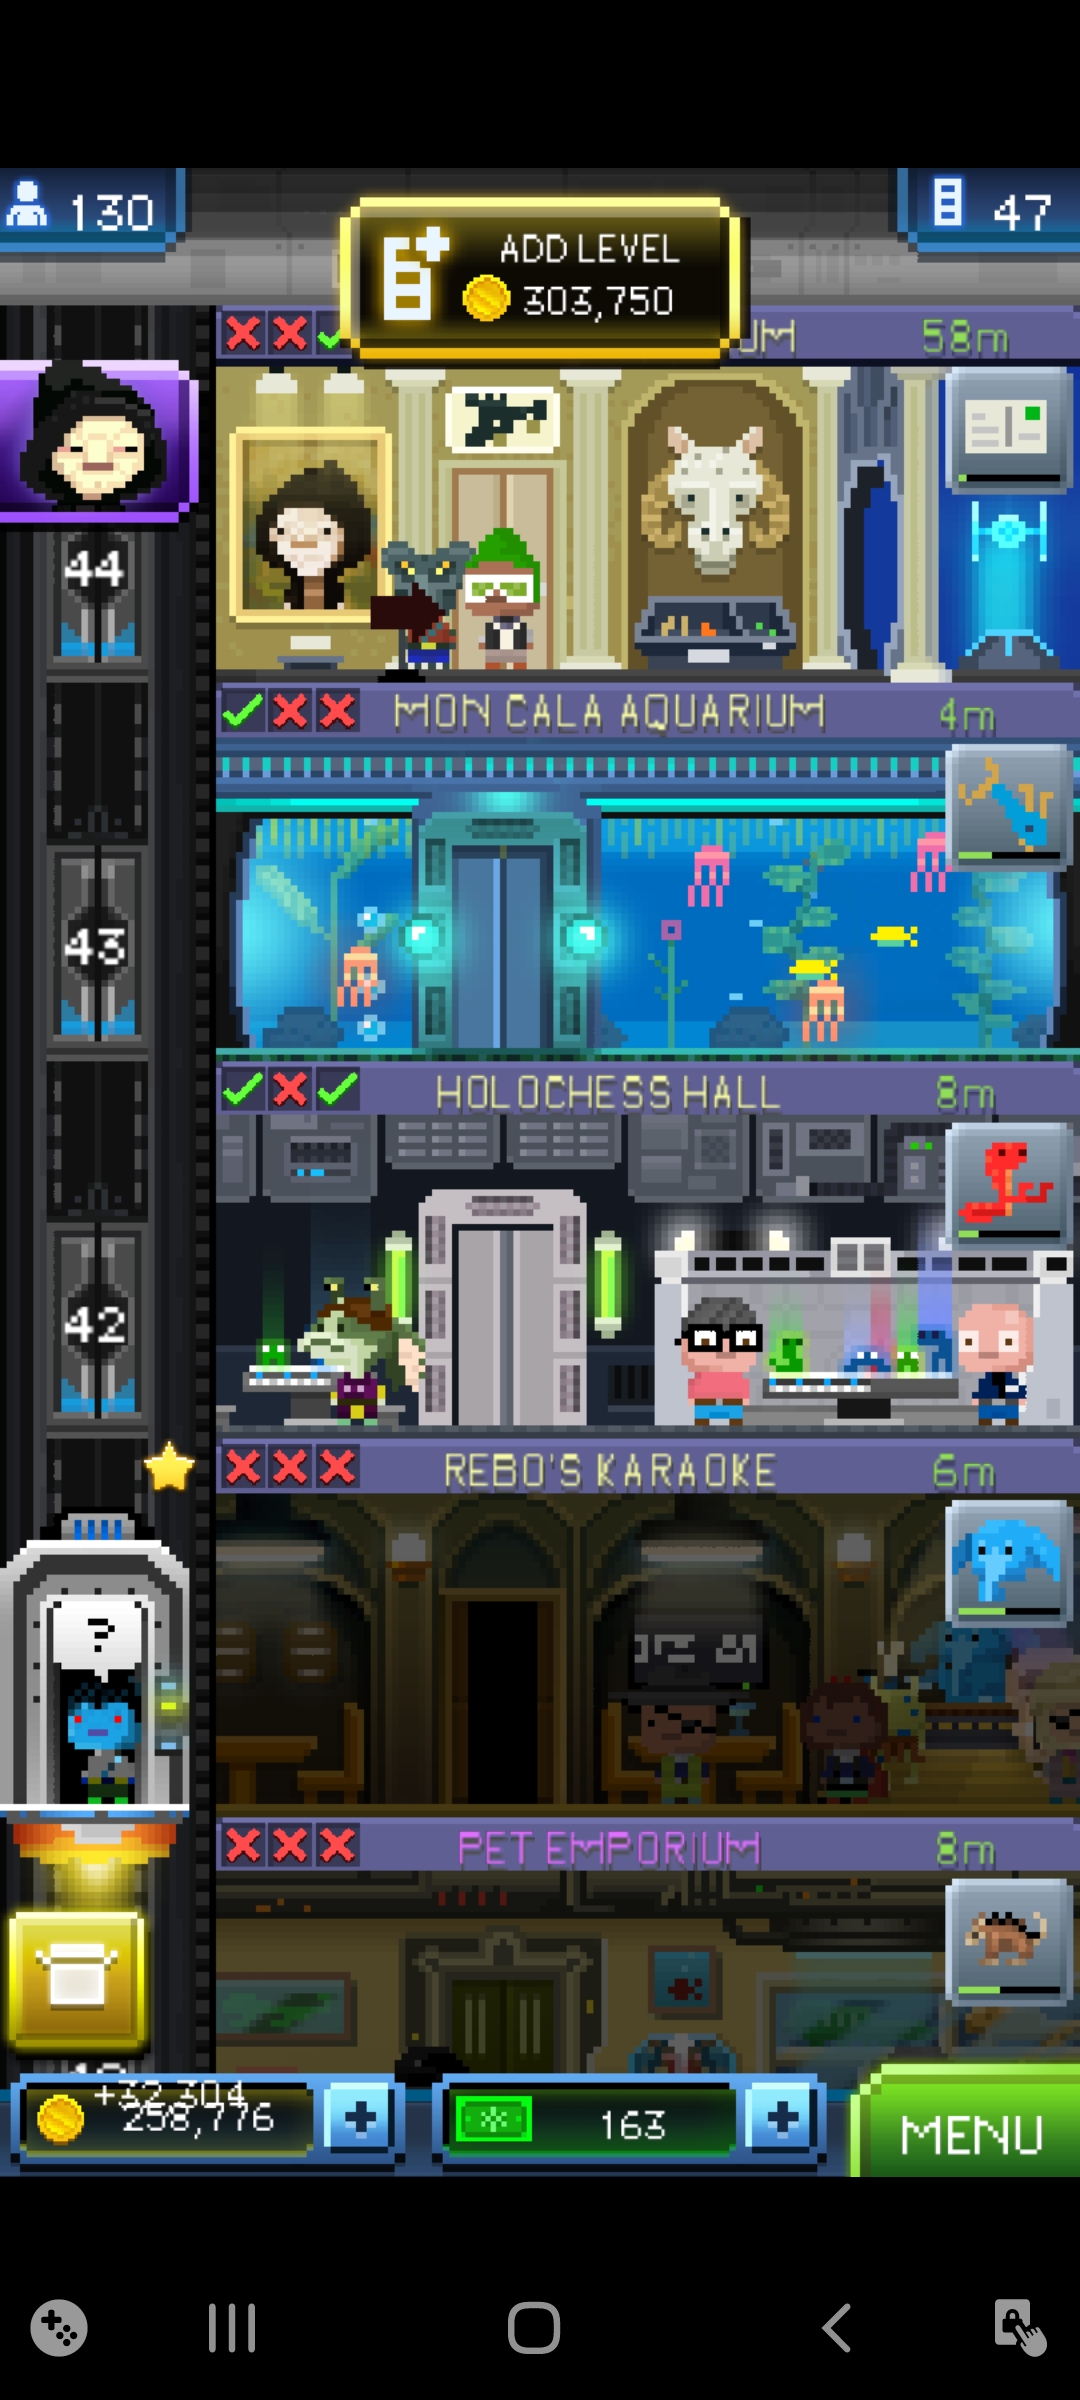 130
47
ADD LEVEL
303,750
UM
58m
44
MON CALA AQUARIUM
4m
43
HOLOCHESS HALL
8m
42
REBO'S KARAOKE
6m
?
PET EMPORIUM
8m
+32,304
258,776
163
MENU